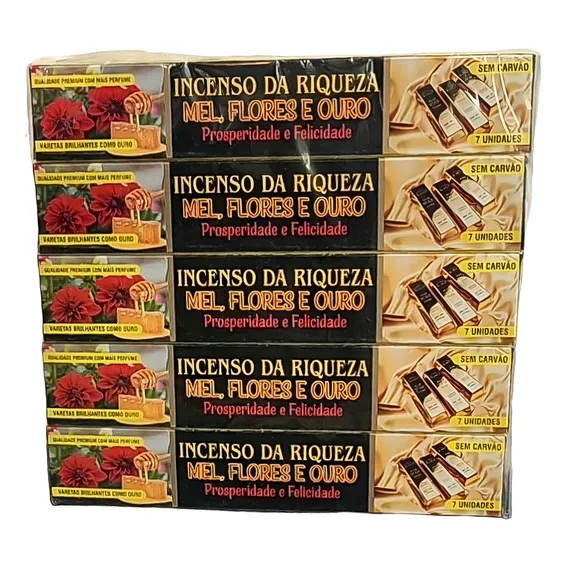 QUALIDADE PREMIUM COM MAIS PERFUME
INCENSO DA RIQUEZA
MEL, FLORES E OURO
Prosperidade e Felicidade
VARETAS BRILHANTES COMO OURO
SEM CARVÃO
7 UNIDADES
QUALIDADE PREMIUM COM MAIS PERFUME
INCENSO DA RIQUEZA
MEL, FLORES E OURO
Prosperidade e Felicidade
VARETAS BRILHANTES COMO OURO
SEM CARVÃO
7 UNIDADES
QUALIDADE PREMIUM COM MAIS PERFUME
INCENSO DA RIQUEZA
MEL, FLORES E OURO
Prosperidade e Felicidade
VARETAS BRILHANTES COMO OURO
SEM CARVÃO
7 UNIDADES
QUALIDADE PREMIUM COM MAIS PERFUME
INCENSO DA RIQUEZA
MEL, FLORES E OURO
Prosperidade e Felicidade
VARETAS BRILHANTES COMO OURO
SEM CARVÃO
7 UNIDADES
QUALIDADE PREMIUM COM MAIS PERFUME
INCENSO DA RIQUEZA
MEL, FLORES E OURO
Prosperidade e Felicidade
VARETAS BRILHANTES COMO OURO
SEM CARVÃO
7 UNIDADES